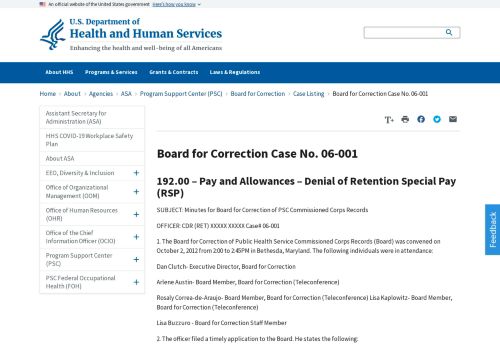 An official website of the United States government Here's how you know
U.S. Department of
Health and Human Services
Enhancing the health and well-being of all Americans
About HHS Programs & Services Grants & Contracts Laws & Regulations
Home > About > Agencies > ASA > Program Support Center (PSC) > Board for Correction > Case Listing > Board for Correction Case No. 06-001
Assistant Secretary for
Administration (ASA)
HHS COVID-19 Workplace Safety
Plan
About ASA
EEO, Diversity & Inclusion +
Office of Organizational
Management (OOM) +
Office of Human Resources
(OHR) +
Office of the Chief
Information Officer (OCIO) +
Program Support Center
(PSC) +
PSC Federal Occupational
Health (FOH) +
T+
Board for Correction Case No. 06-001
192.00 – Pay and Allowances – Denial of Retention Special Pay
(RSP)
SUBJECT: Minutes for Board for Correction of PSC Commissioned Corps Records
OFFICER: CDR (RET) XXXXX XXXXX Case# 06-001
1. The Board for Correction of Public Health Service Commissioned Corps Records (Board) was convened on
October 2, 2012 from 2:00 to 2:45PM in Bethesda, Maryland. The following individuals were in attendance:
Dan Clutch- Executive Director, Board for Correction
Arlene Austin- Board Member, Board for Correction (Teleconference)
Rosaly Correa-de-Araujo- Board Member, Board for Correction (Teleconference) Lisa Kaplowitz- Board Member,
Board for Correction (Teleconference)
Lisa Buzzuro - Board for Correction Staff Member
2. The officer filed a timely application to the Board. He states the following:
Feedback